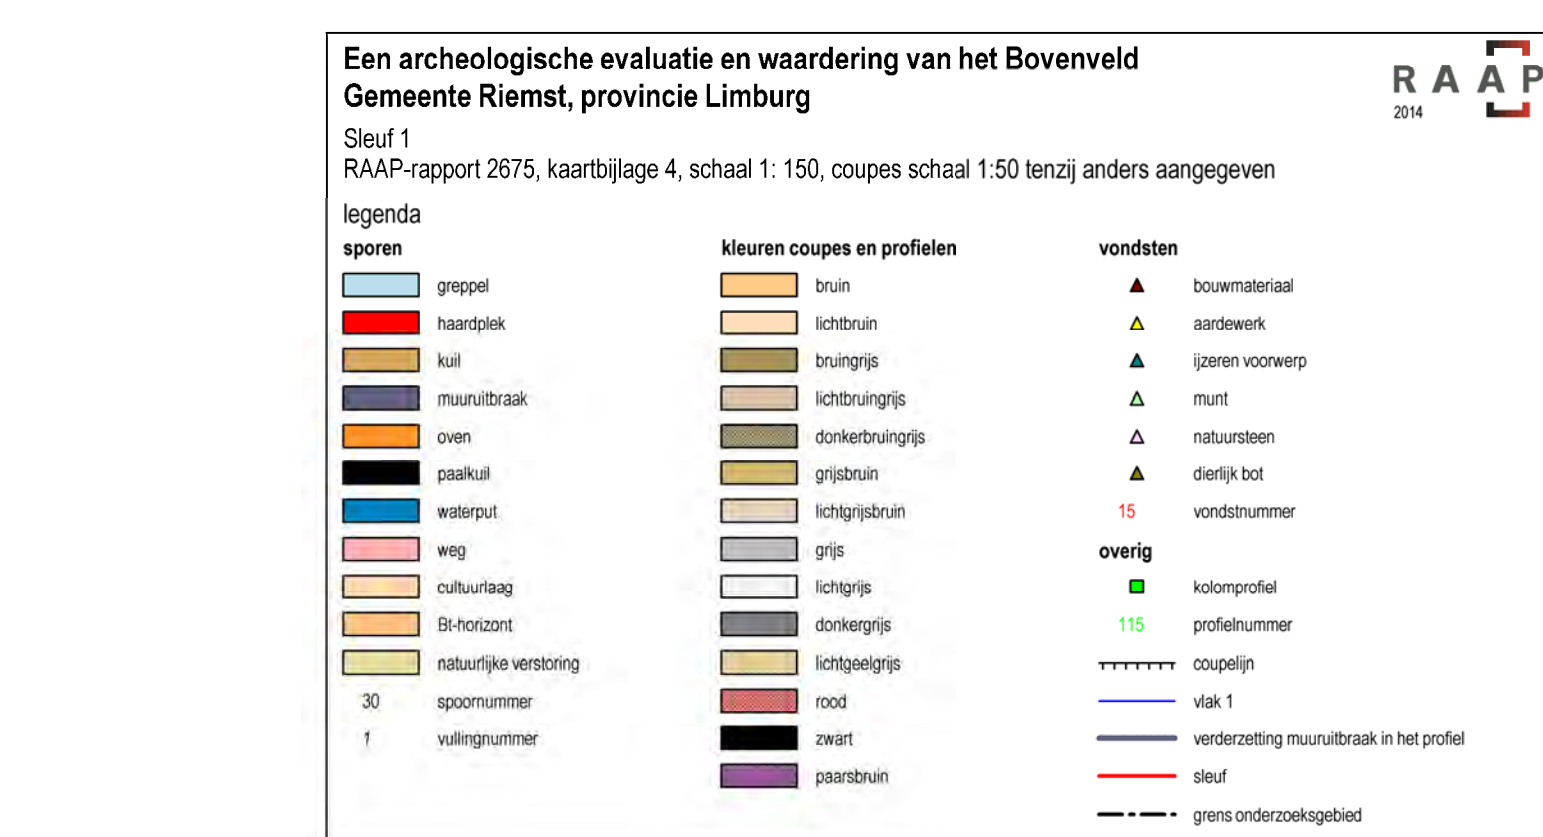 Een archeologische evaluatie en waardering van het Bovenveld
Gemeente Riemst, provincie Limburg
RAAP
2014
Sleuf 1
RAAP-rapport 2675, kaartbijlage 4, schaal 1: 150, coupes schaal 1:50 tenzij anders aangegeven
legenda
sporen
greppel
haardplek
kuil
muuruitbraak
oven
paalkuil
waterput
weg
cultuurlaag
Bt-horizont
natuurlijke verstoring
30 spoornummer
1 vullingnummer
kleuren coupes en profielen
bruin
lichtbruin
bruingrijs
lichtbruingrijs
donkerbruingrijs
grijsbruin
lichtgrijsbruin
grijs
lichtgrijs
donkergrijs
lichtgeelgrijs
rood
zwart
paarsbruin
vondsten
bouwmateriaal
aardewerk
ijzeren voorwerp
munt
natuursteen
dierlijk bot
15 vondstnummer
overig
kolomprofiel
115 profielnummer
coupelijn
vlak 1
verderzetting muuruitbraak in het profiel
sleuf
grens onderzoeksgebied